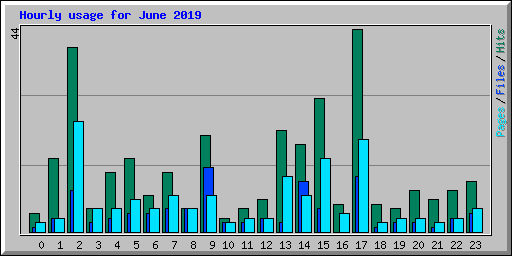 Hourly usage for June 2019
44
Pages/Files/Hits
0 1 2 3 4 5 6 7 8 9 10 11 12 13 14 15 16 17 18 19 20 21 22 23